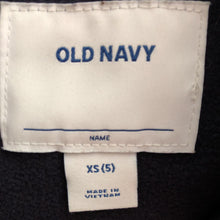 OLD NAVY
NAME
XS (5)
MADE IN
VIETNAM